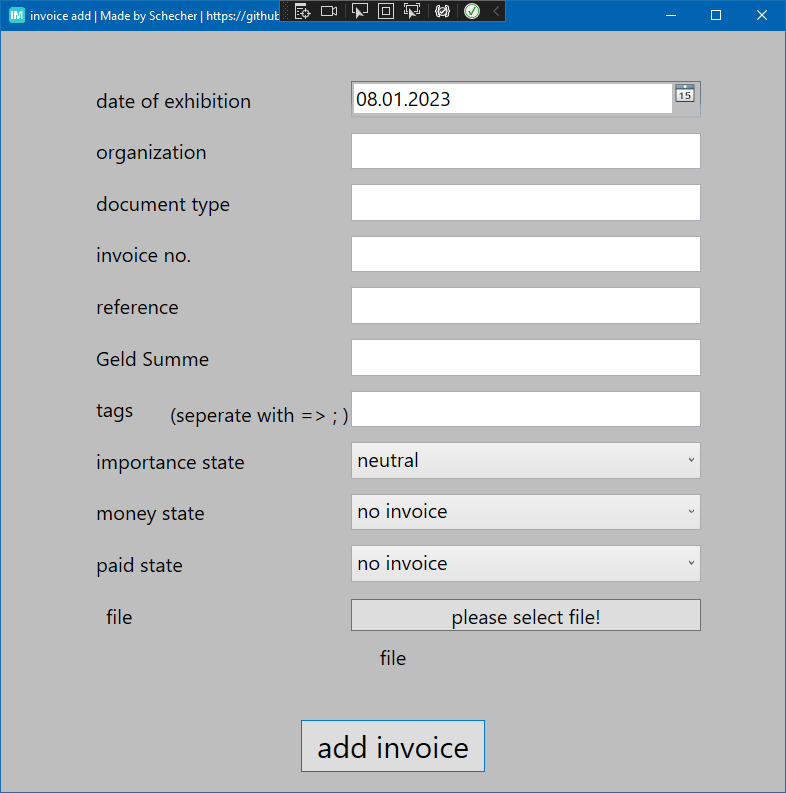 IM invoice add | Made by Schecher | https://github
date of exhibition 08.01.2023 15
organization
document type
invoice no.
reference
Geld Summe
tags (seperate with => ; )
importance state neutral
money state no invoice
paid state no invoice
file please select file!
file
add invoice